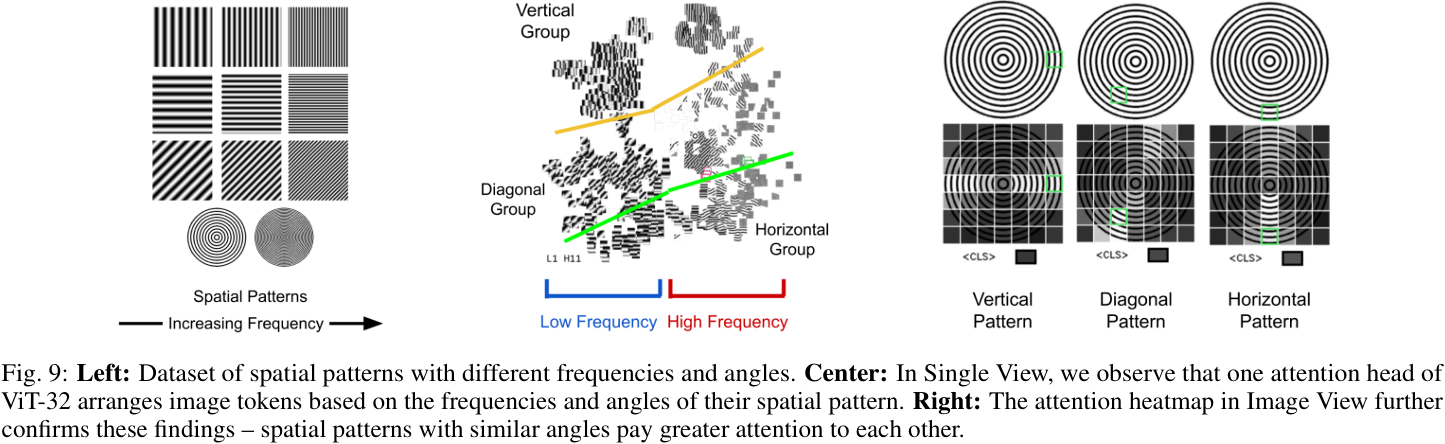 Spatial Patterns
Increasing Frequency
Vertical
Group
Diagonal
Group
Horizontal
Group
L1 H11
Low Frequency
High Frequency
<CLS>
<CLS>
<CLS>
Vertical
Pattern
Diagonal
Pattern
Horizontal
Pattern
Fig. 9: Left: Dataset of spatial patterns with different frequencies and angles. Center: In Single View, we observe that one attention head of
ViT-32 arranges image tokens based on the frequencies and angles of their spatial pattern. Right: The attention heatmap in Image View further
confirms these findings – spatial patterns with similar angles pay greater attention to each other.